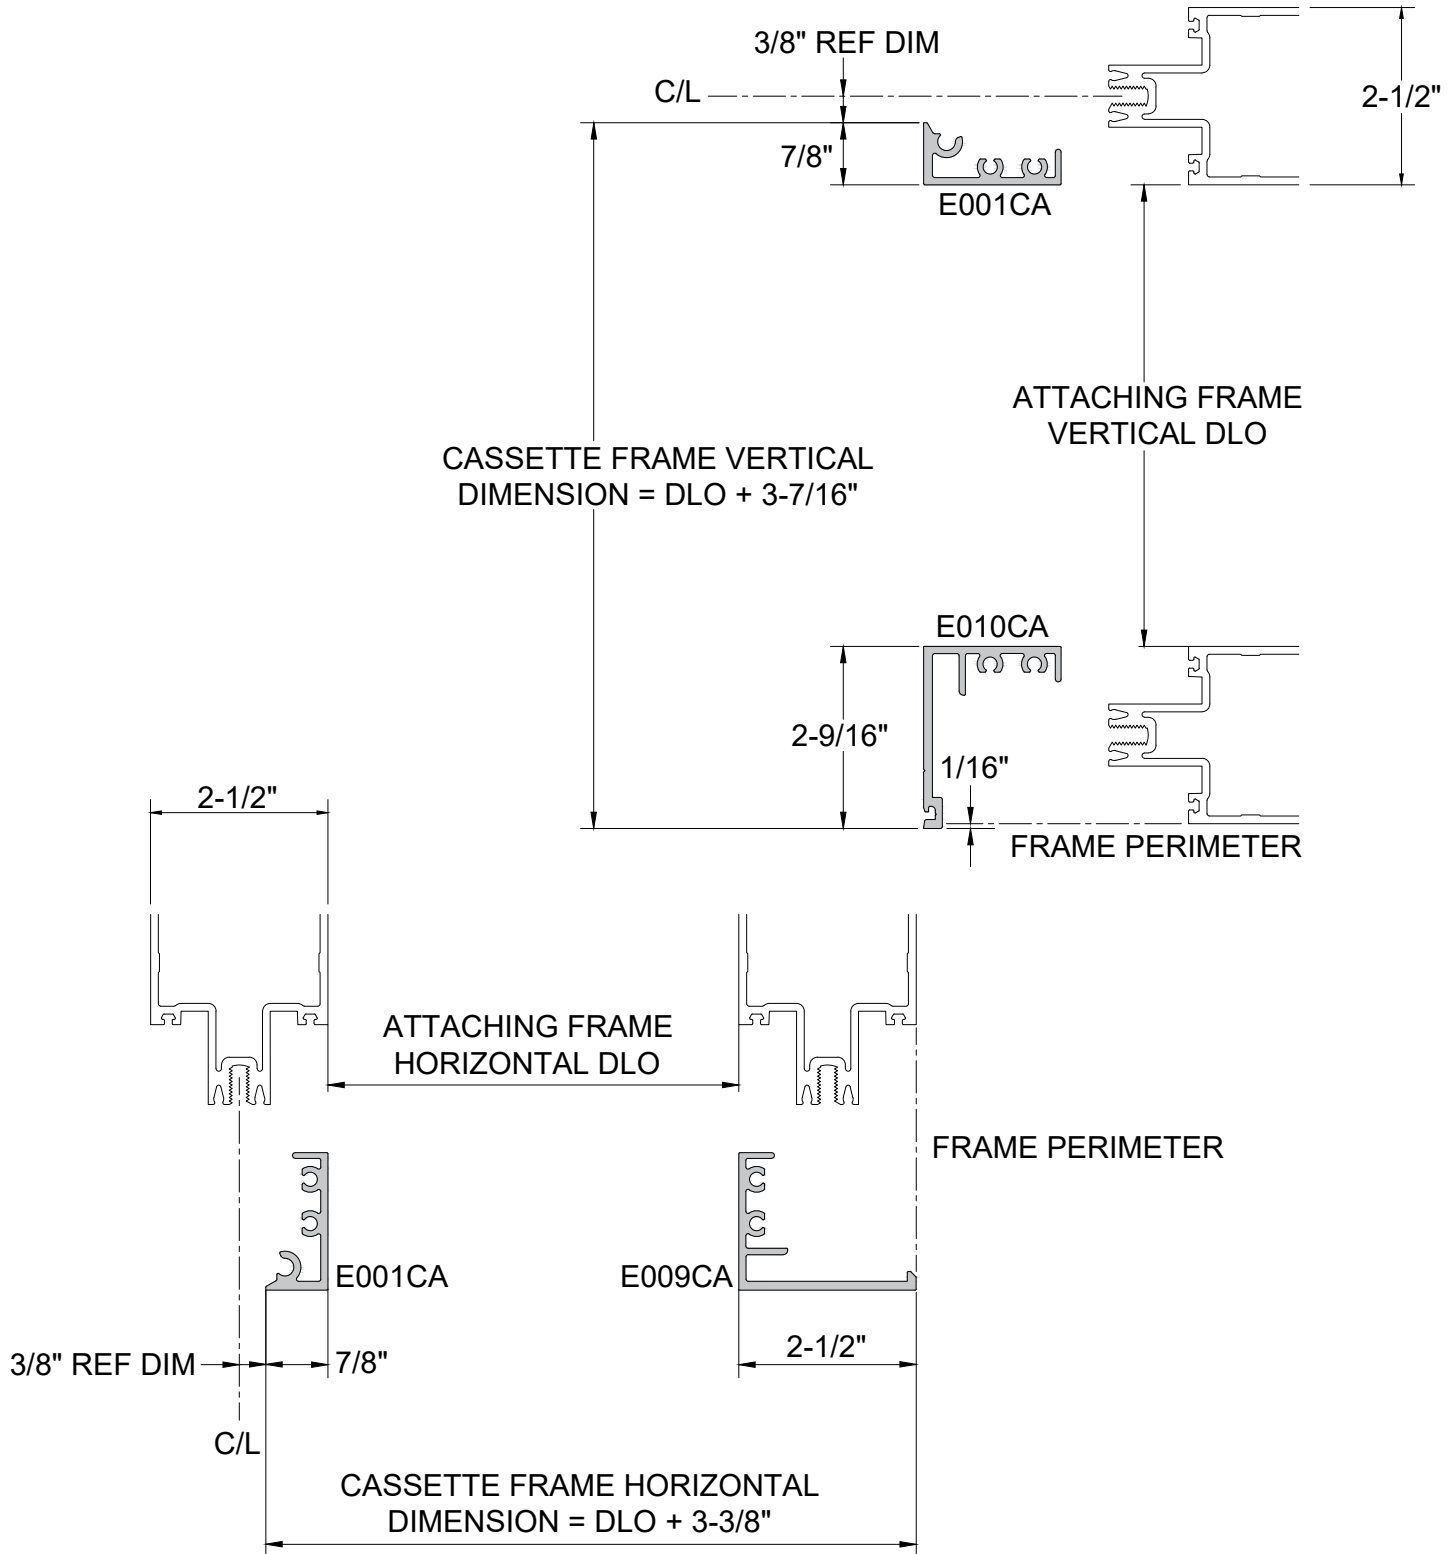 3/8" REF DIM
C/L
2-1/2"
7/8"
E001CA
ATTACHING FRAME
VERTICAL DLO
CASSETTE FRAME VERTICAL
DIMENSION = DLO + 3-7/16"
E010CA
2-9/16"
1/16"
2-1/2"
FRAME PERIMETER
ATTACHING FRAME
HORIZONTAL DLO
FRAME PERIMETER
E001CA
E009CA
3/8" REF DIM
7/8"
2-1/2"
C/L
CASSETTE FRAME HORIZONTAL
DIMENSION = DLO + 3-3/8"